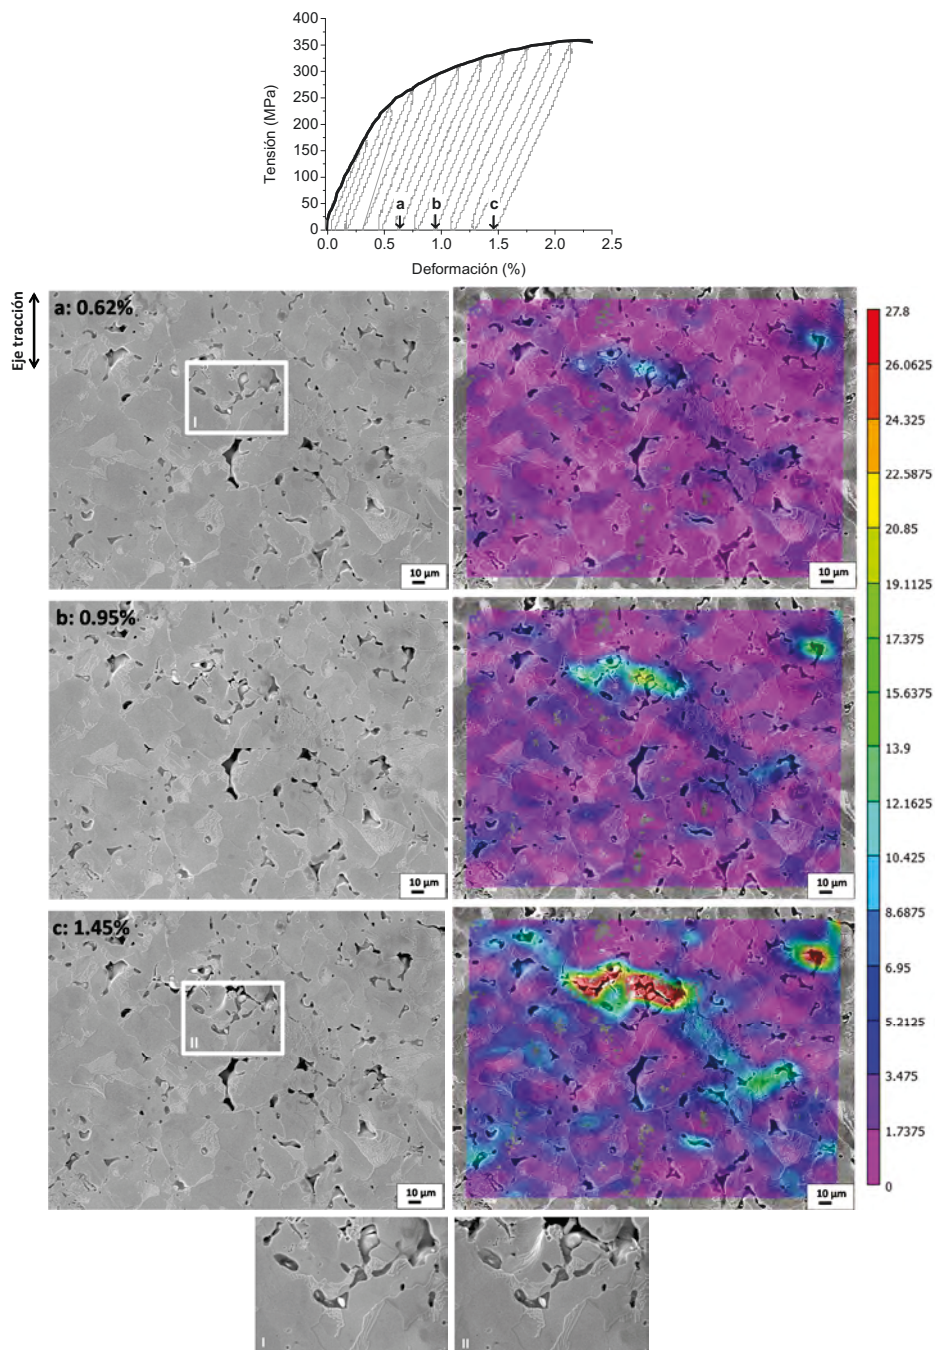 400
350
300
250
200
150
100
50
0
Tensión (MPa)
a
b
c
0.0
0.5
1.0
1.5
2.0
2.5
Deformación (%)
Eje tracción
a: 0.62%
I
10 µm
10 µm
b: 0.95%
10 µm
10 µm
c: 1.45%
II
10 µm
10 µm
27.8
26.0625
24.325
22.5875
20.85
19.1125
17.375
15.6375
13.9
12.1625
10.425
8.6875
6.95
5.2125
3.475
1.7375
0
I
II